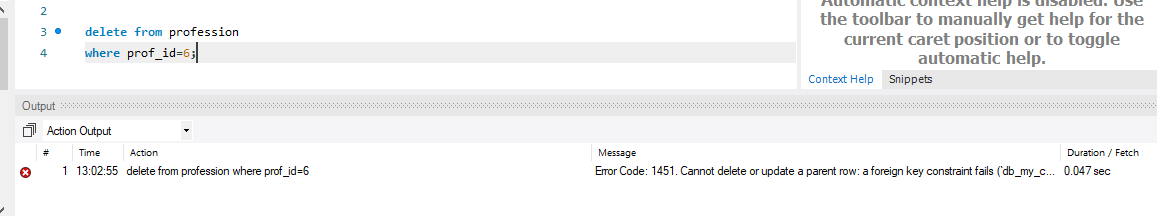 Automatic context help is disabled. Use
2
3 delete from profession
the toolbar to manually get help for the
4 where prof_id=6;
current caret position or to toggle
automatic help.
Context Help Snippets
Output
Action Output
# Time Action Message Duration / Fetch
1 13:02:55 delete from profession where prof_id=6 Error Code: 1451. Cannot delete or update a parent row: a foreign key constraint fails (`db_my_c... 0.047 sec